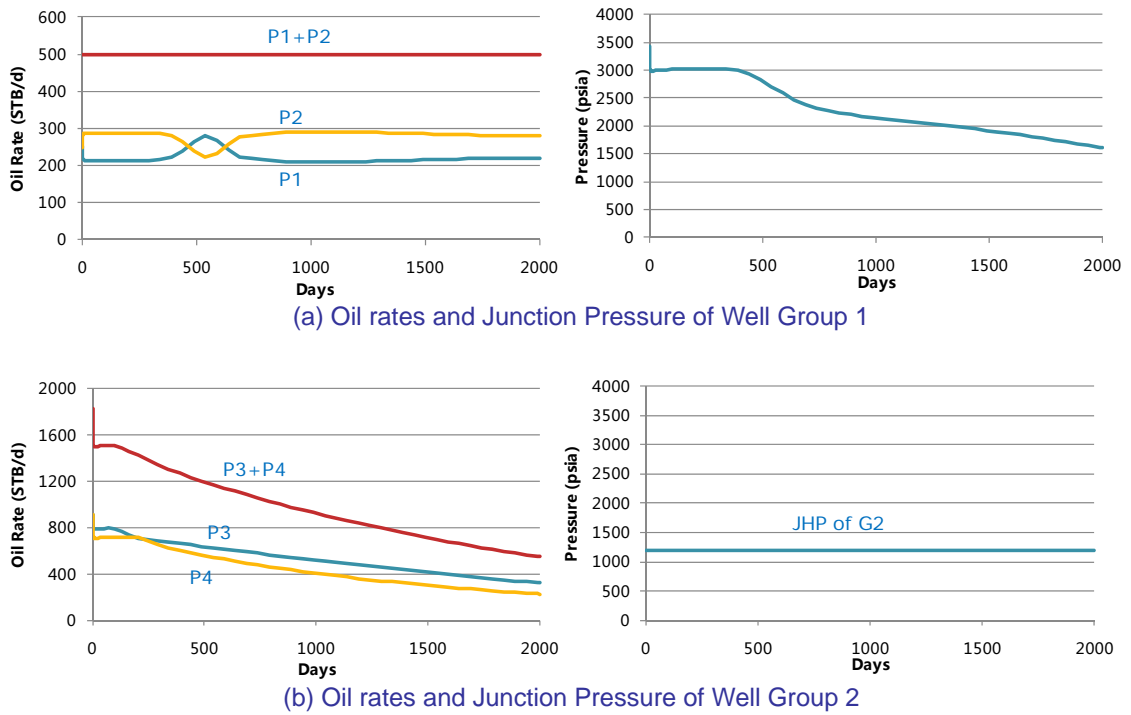 600
500
400
300
200
100
0
Oil Rate (STB/d)
P1+P2
P2
P1
0 500 1000 1500 2000
Days
4000
3500
3000
2500
2000
1500
1000
500
0
Pressure (psia)
0 500 1000 1500 2000
Days
(a) Oil rates and Junction Pressure of Well Group 1
2000
1600
1200
800
400
0
Oil Rate (STB/d)
P3+P4
P3
P4
0 500 1000 1500 2000
Days
4000
3500
3000
2500
2000
1500
1000
500
0
Pressure (psia)
JHP of G2
0 500 1000 1500 2000
Days
(b) Oil rates and Junction Pressure of Well Group 2